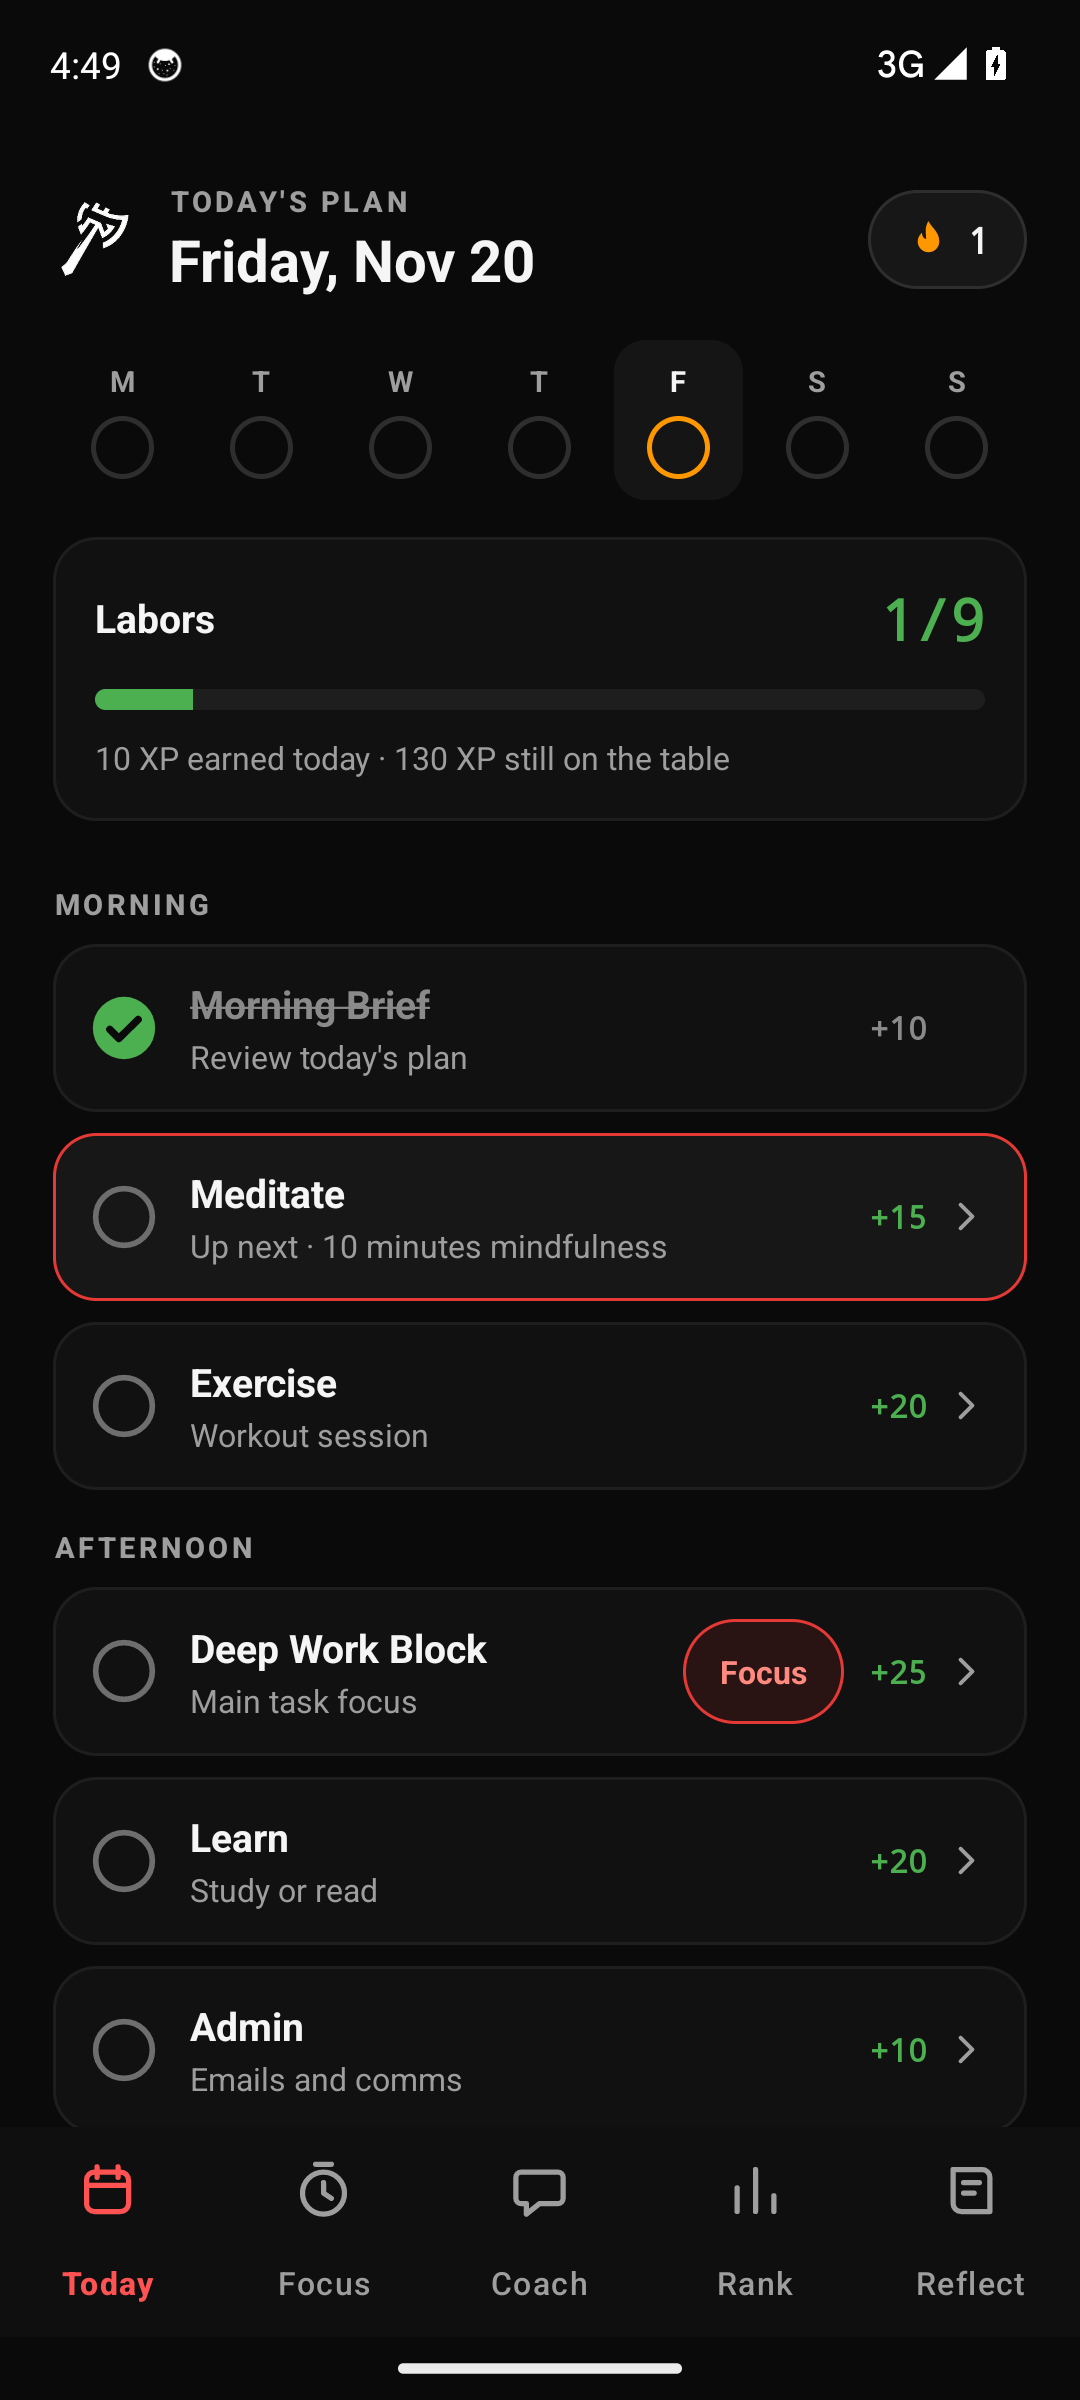 4:49
3G
TODAY'S PLAN
Friday, Nov 20
1
M T W T F S S
Labors
1/9
10 XP earned today · 130 XP still on the table
MORNING
Morning Brief
Review today's plan
+10
Meditate
Up next · 10 minutes mindfulness
+15
Exercise
Workout session
+20
AFTERNOON
Deep Work Block
Main task focus
Focus
+25
Learn
Study or read
+20
Admin
Emails and comms
+10
Today Focus Coach Rank Reflect